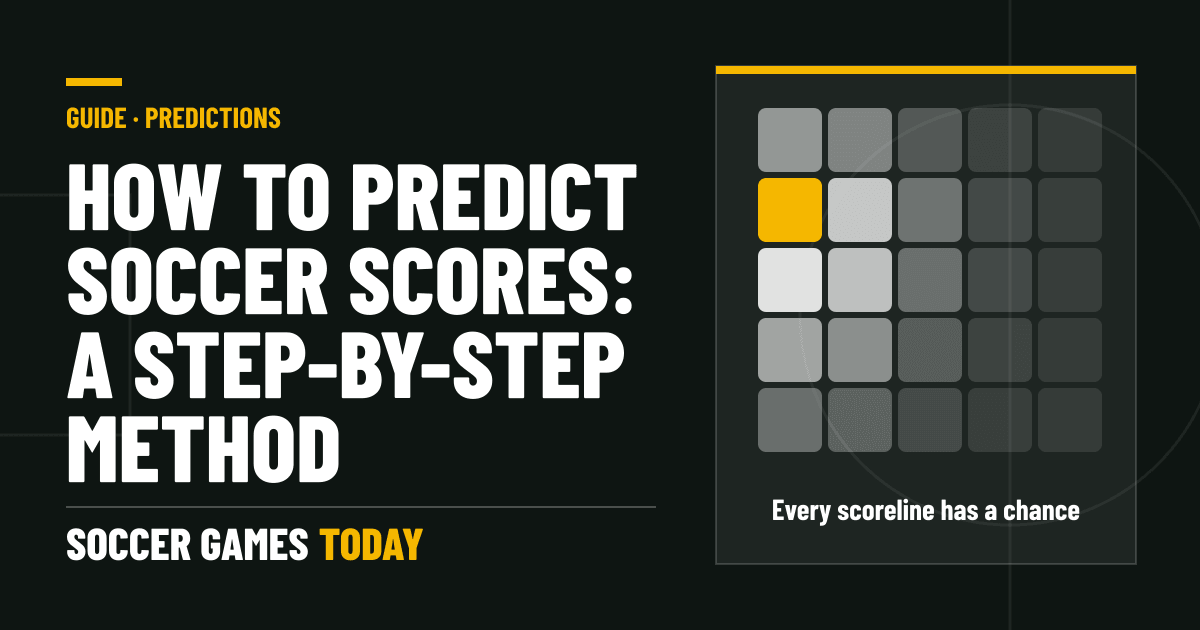 GUIDE · PREDICTIONS
HOW TO PREDICT
SOCCER SCORES:
A STEP-BY-STEP
METHOD
SOCCER GAMES TODAY
Every scoreline has a chance